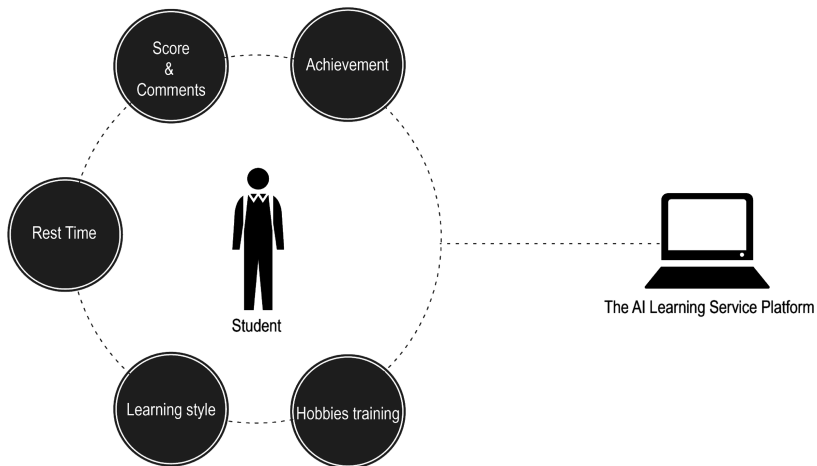 Score
&
Comments
Achievement
Rest Time
Student
The AI Learning Service Platform
Learning style
Hobbies training